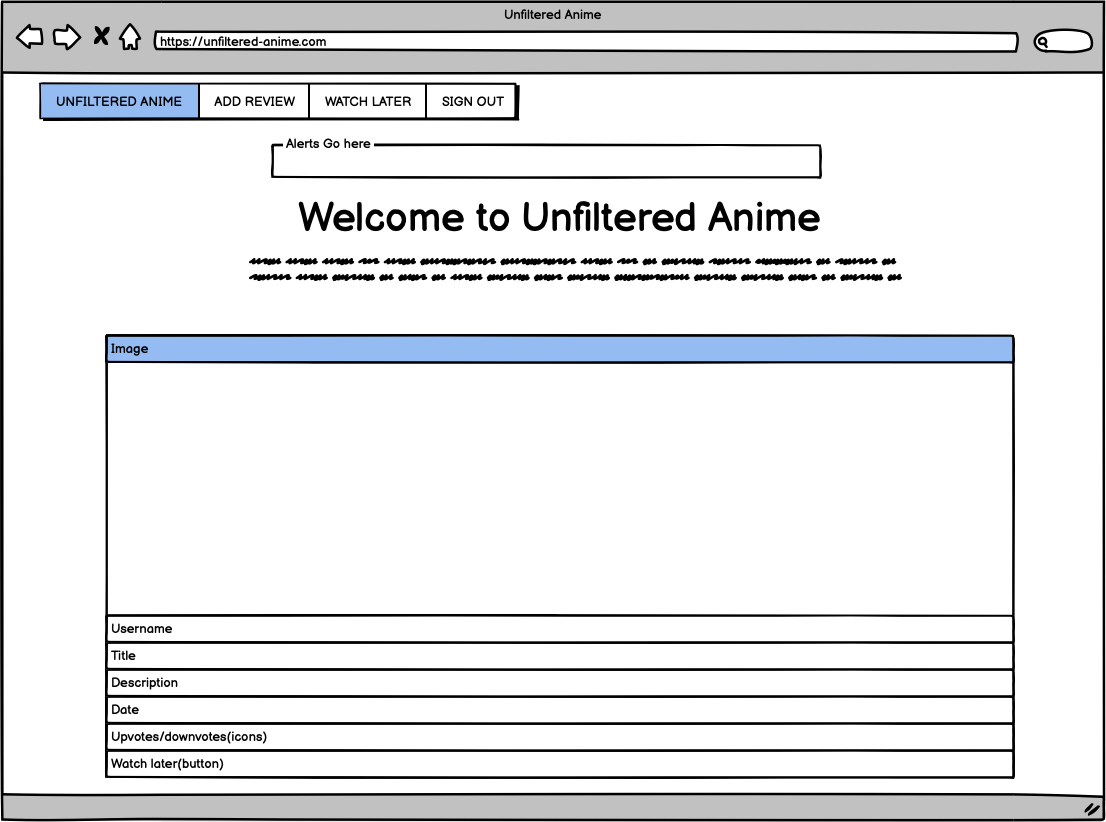 Unfiltered Anime
https://unfiltered-anime.com
UNFILTERED ANIME ADD REVIEW WATCH LATER SIGN OUT
Alerts Go here
Welcome to Unfiltered Anime
Image
Username
Title
Description
Date
Upvotes/downvotes(icons)
Watch later(button)